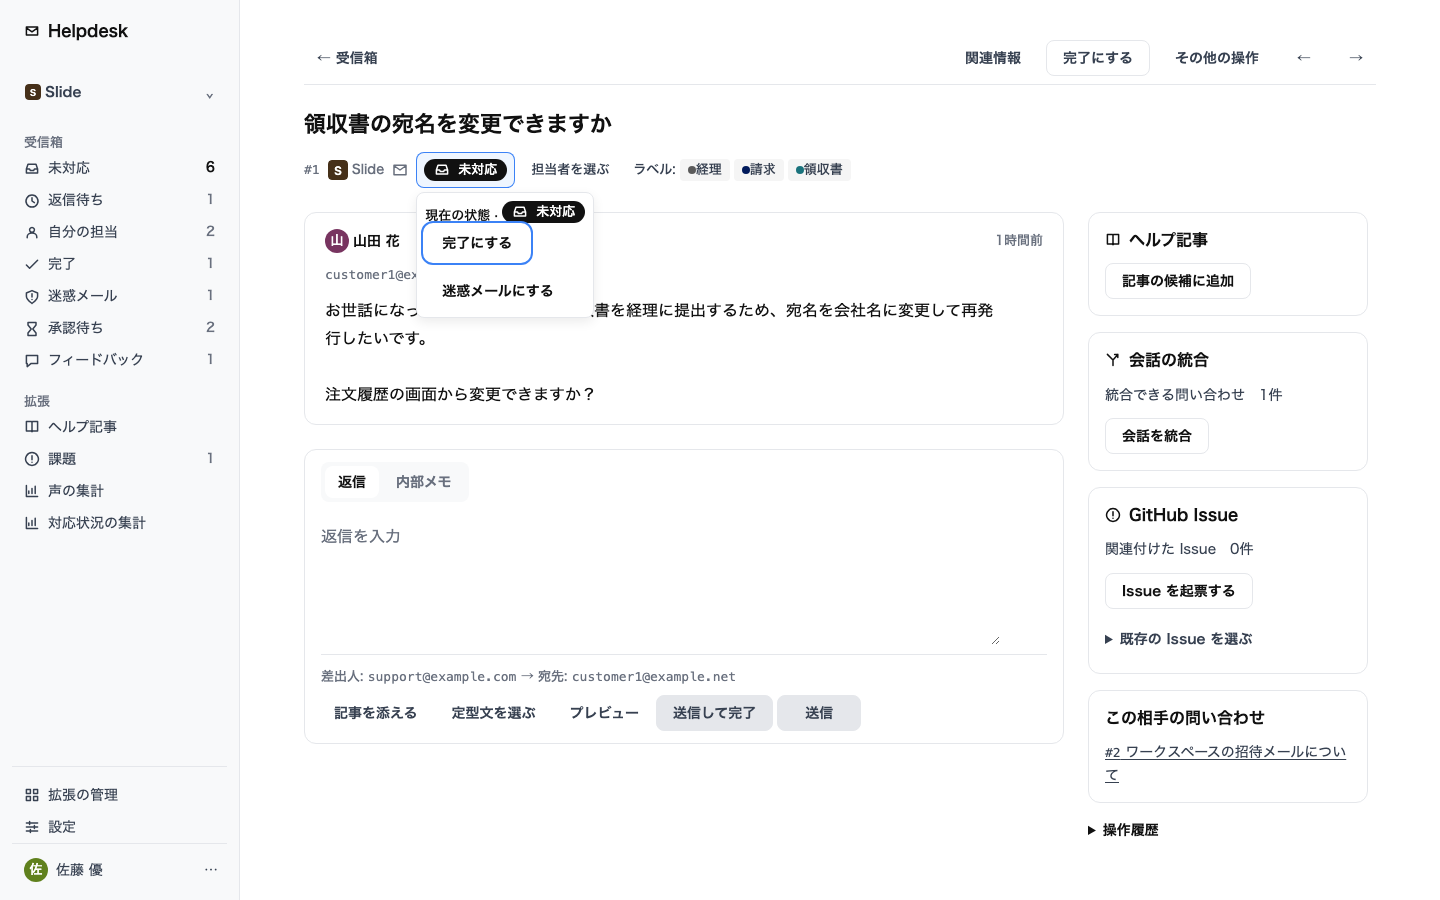 Helpdesk
S Slide
受信箱
未対応 6
返信待ち 1
自分の担当 2
完了 1
迷惑メール 1
承認待ち 2
フィードバック 1
拡張
ヘルプ記事
課題 1
声の集計
対応状況の集計
拡張の管理
設定
佐 佐藤 優 …
← 受信箱
関連情報 完了にする その他の操作 ← →
領収書の宛名を変更できますか
#1 S Slide 未対応 担当者を選ぶ ラベル: 経理 請求 領収書
現在の状態 · 未対応
完了にする
迷惑メールにする
山 山田 花 1時間前
customer1@ex
お世話になっ
書を経理に提出するため、宛名を会社名に変更して再発
行したいです。
注文履歴の画面から変更できますか？
返信 内部メモ
返信を入力
差出人: support@example.com → 宛先: customer1@example.net
記事を添える 定型文を選ぶ プレビュー 送信して完了 送信
ヘルプ記事
記事の候補に追加
会話の統合
統合できる問い合わせ 1件
会話を統合
GitHub Issue
関連付けた Issue 0件
Issue を起票する
▶ 既存の Issue を選ぶ
この相手の問い合わせ
#2 ワークスペースの招待メールについ
て
▶ 操作履歴